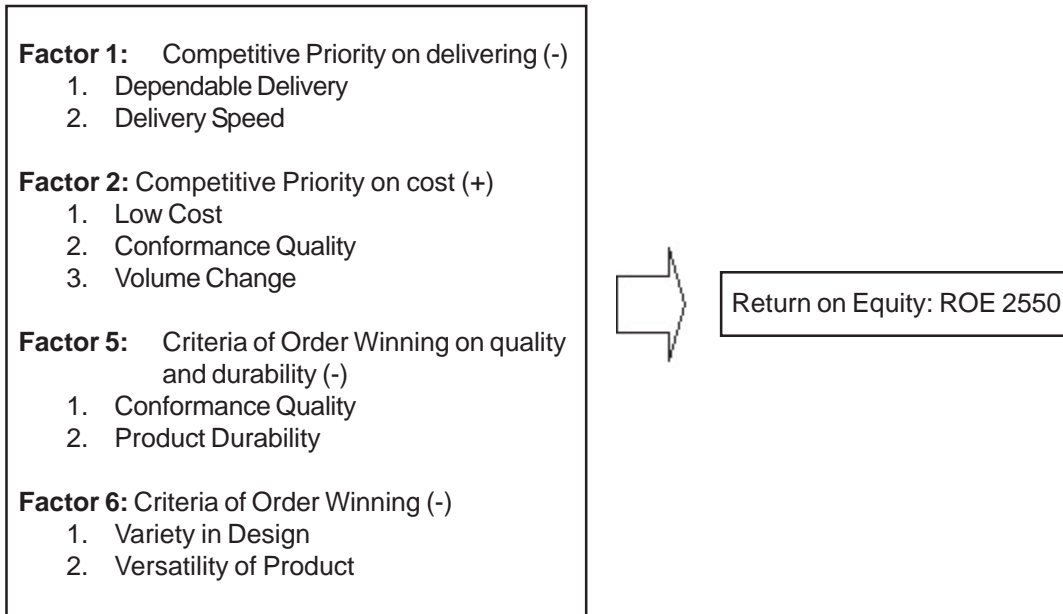 Factor 1: Competitive Priority on delivering (-)
1. Dependable Delivery
2. Delivery Speed
Factor 2: Competitive Priority on cost (+)
1. Low Cost
2. Conformance Quality
3. Volume Change
Factor 5: Criteria of Order Winning on quality
and durability (-)
1. Conformance Quality
2. Product Durability
Factor 6: Criteria of Order Winning (-)
1. Variety in Design
2. Versatility of Product
Return on Equity: ROE 2550